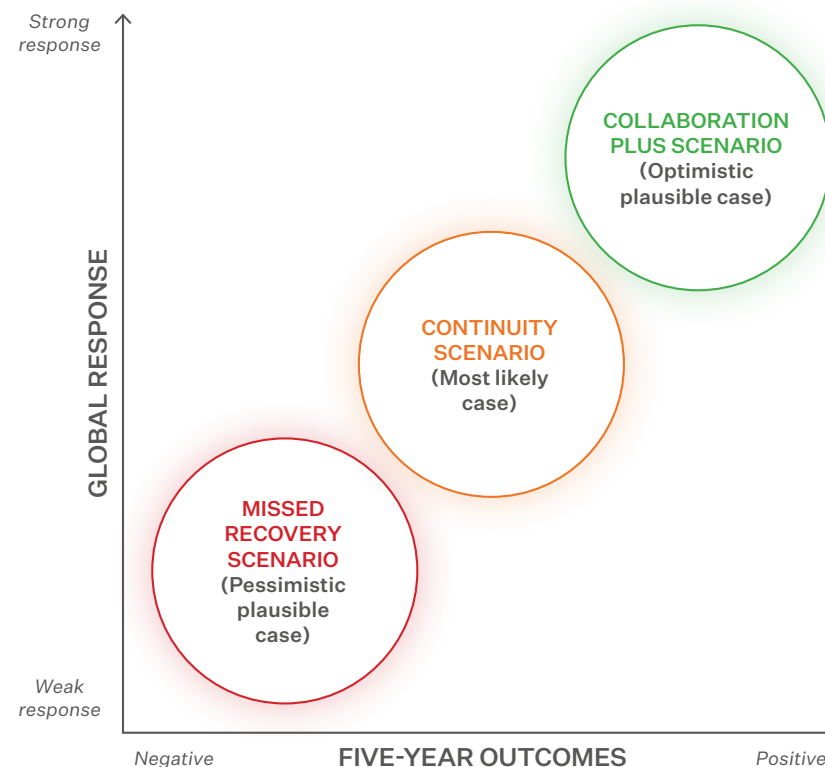 Strong
response
COLLABORATION
PLUS SCENARIO
(Optimistic
plausible case)
CONTINUITY
SCENARIO
(Most likely
case)
GLOBAL RESPONSE
MISSED
RECOVERY
SCENARIO
(Pessimistic
plausible
case)
Weak
response
Negative
FIVE-YEAR OUTCOMES
Positive